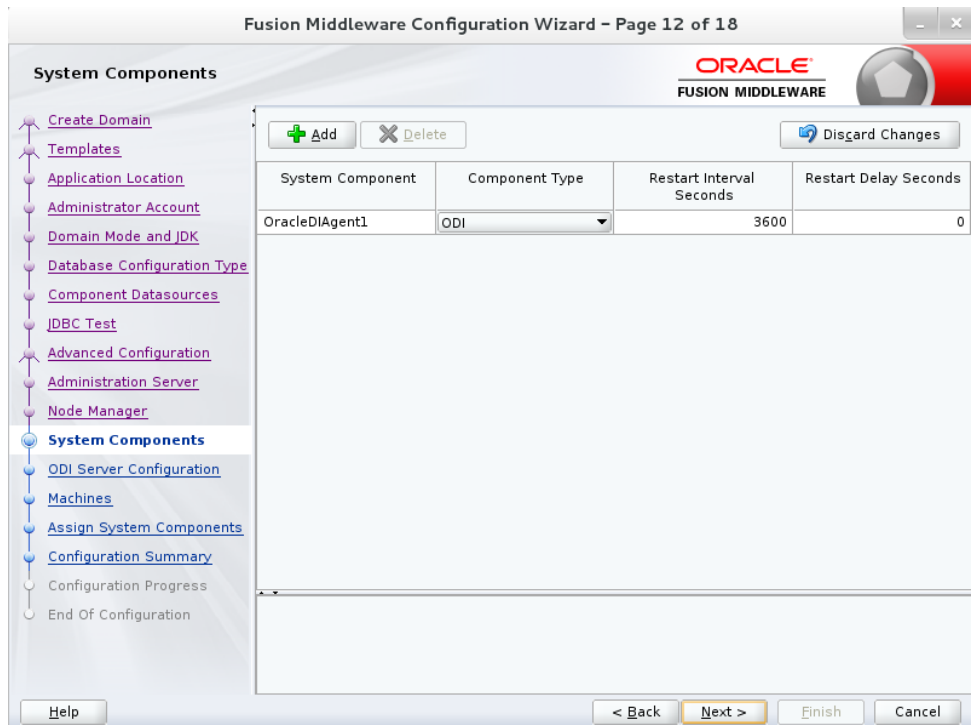 Fusion Middleware Configuration Wizard – Page 12 of 18
System Components
ORACLE
FUSION MIDDLEWARE
Create Domain
Templates
Application Location
Administrator Account
Domain Mode and JDK
Database Configuration Type
Component Datasources
JDBC Test
Advanced Configuration
Administration Server
Node Manager
System Components
ODI Server Configuration
Machines
Assign System Components
Configuration Summary
Configuration Progress
End Of Configuration
Add Delete Discard Changes
System Component Component Type Restart Interval Seconds Restart Delay Seconds
OracleDIAgent1 ODI 3600 0
Help < Back Next > Finish Cancel